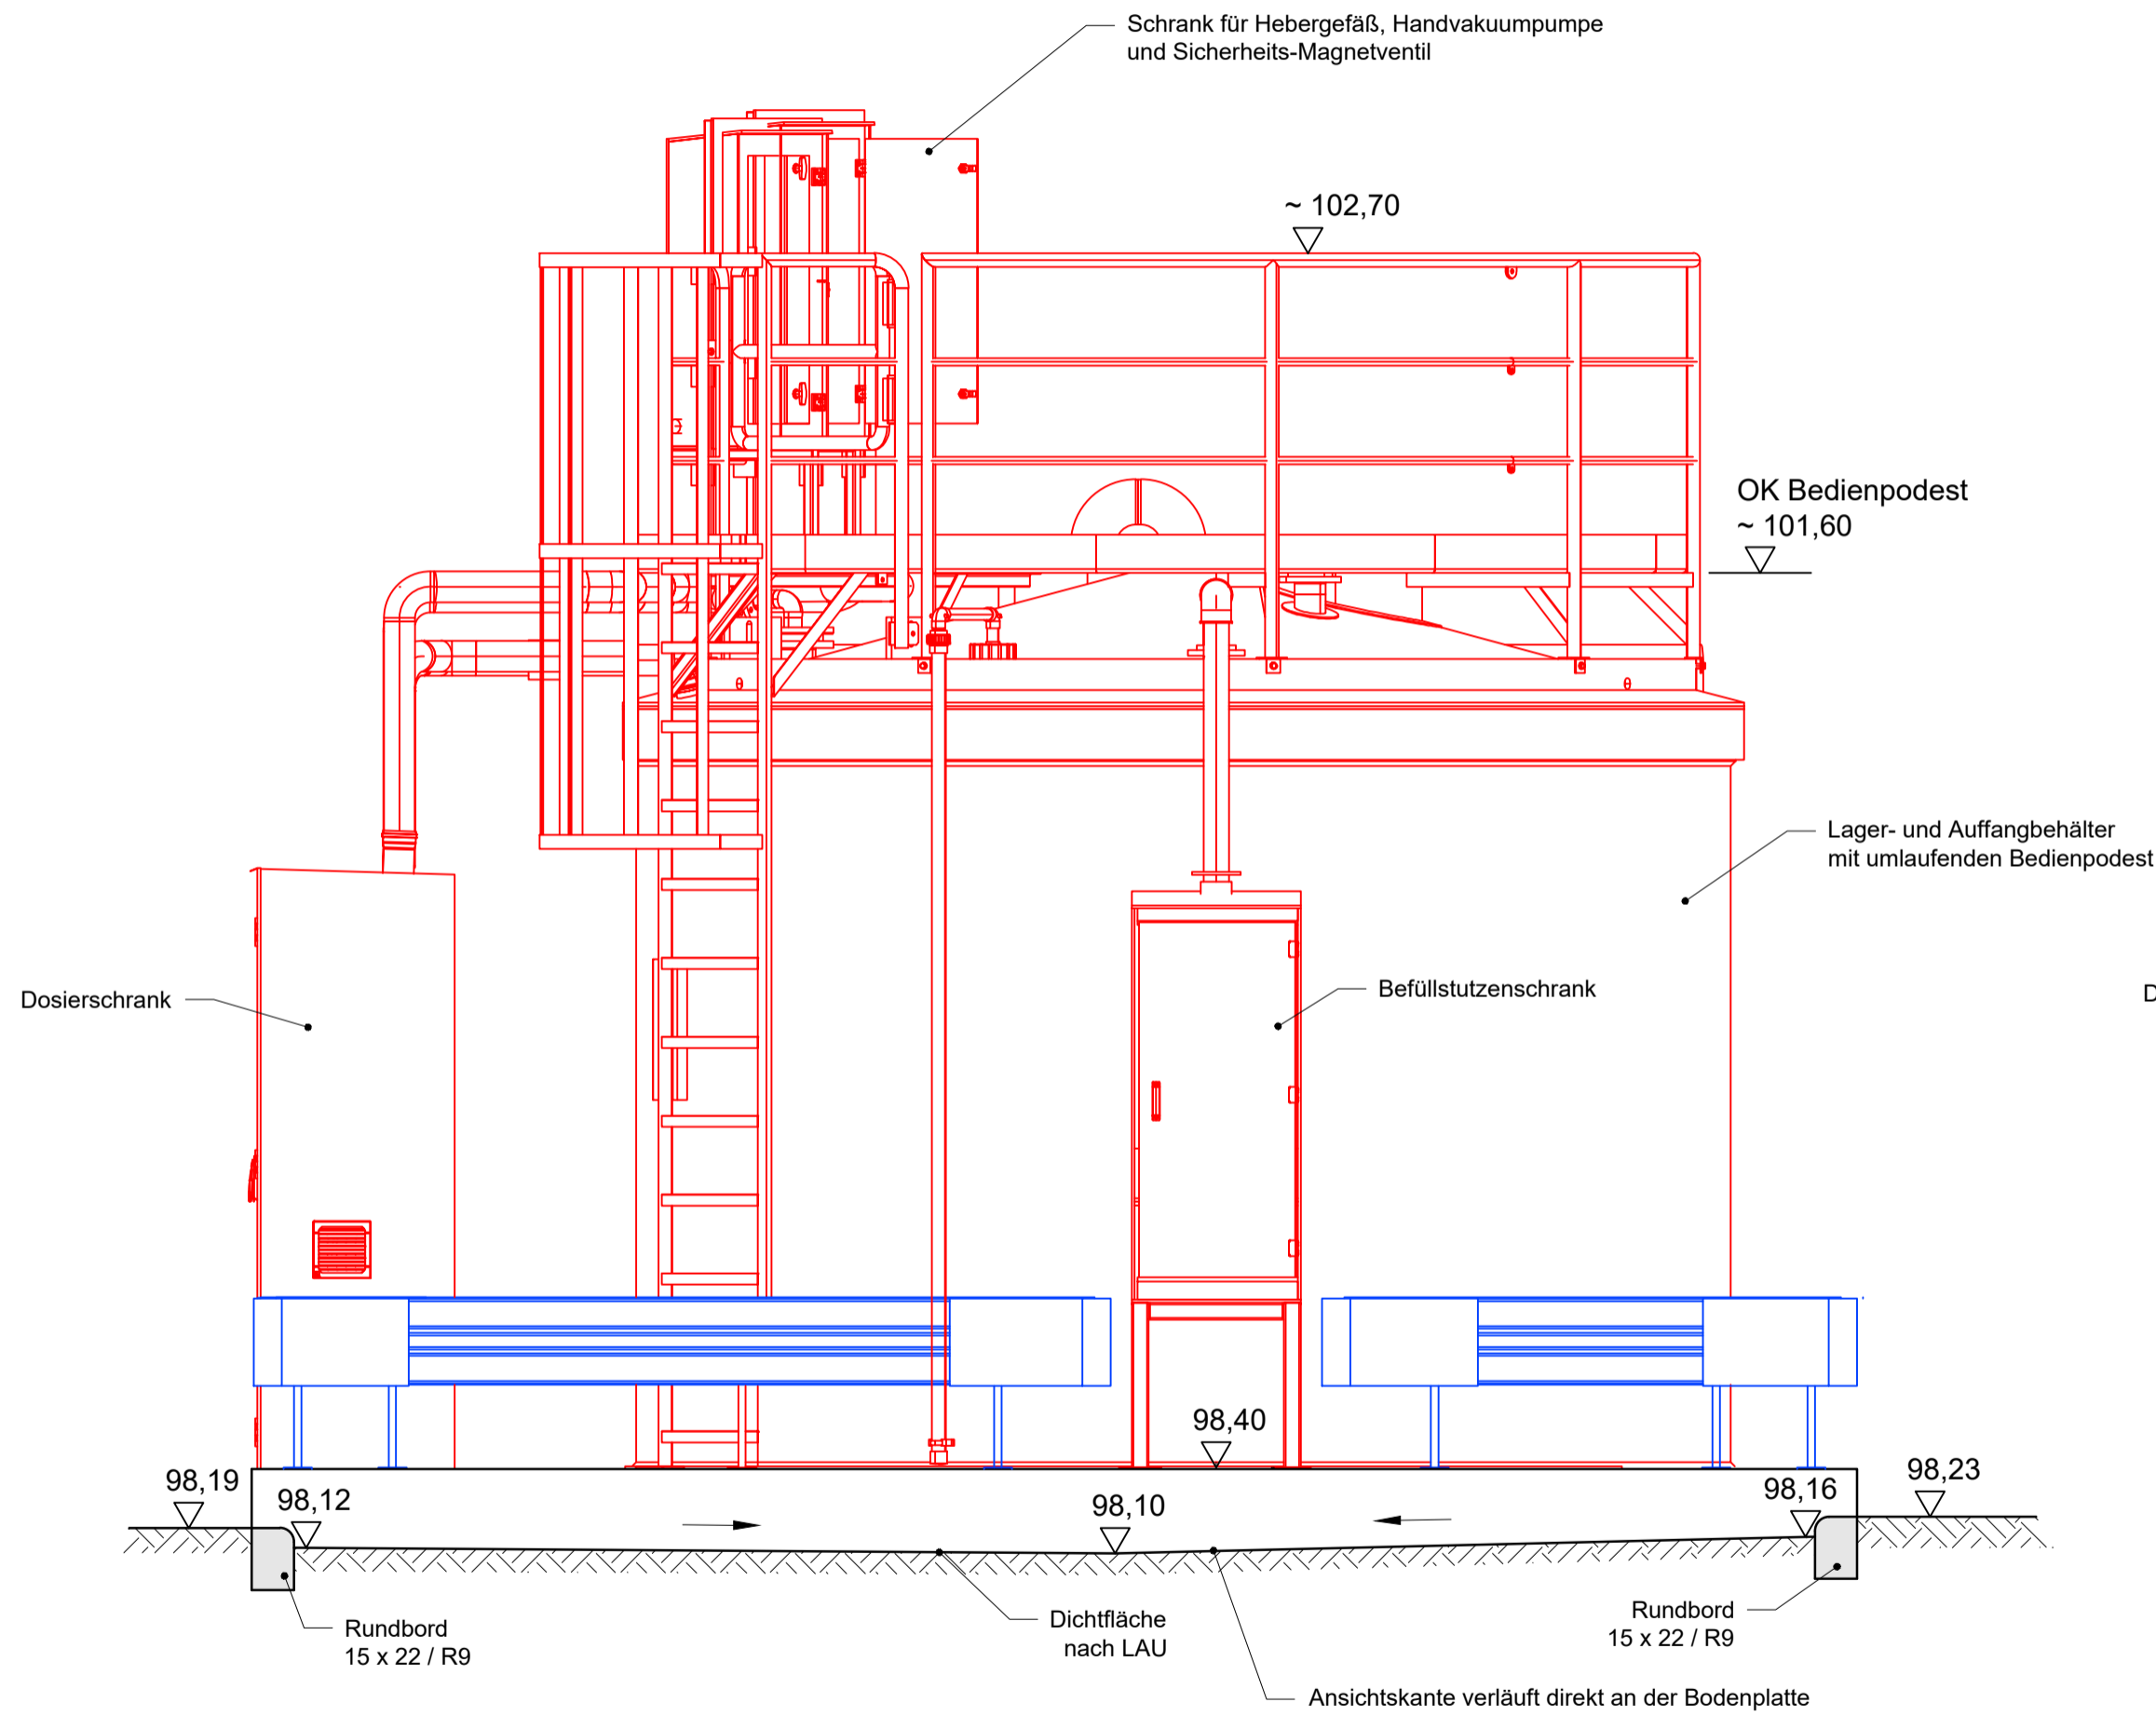 Schrank für Hebergefäß, Handvakuumpumpe
und Sicherheits-Magnetventil
~ 102,70
OK Bedienpodest
~ 101,60
Lager- und Auffangbehälter
mit umlaufenden Bedienpodest
Dosierschrank
Befüllstutzenschrank
D
98,40
98,19
98,12
98,10
98,16
98,23
Rundbord
15 x 22 / R9
Dichtfläche
nach LAU
Rundbord
15 x 22 / R9
Ansichtskante verläuft direkt an der Bodenplatte